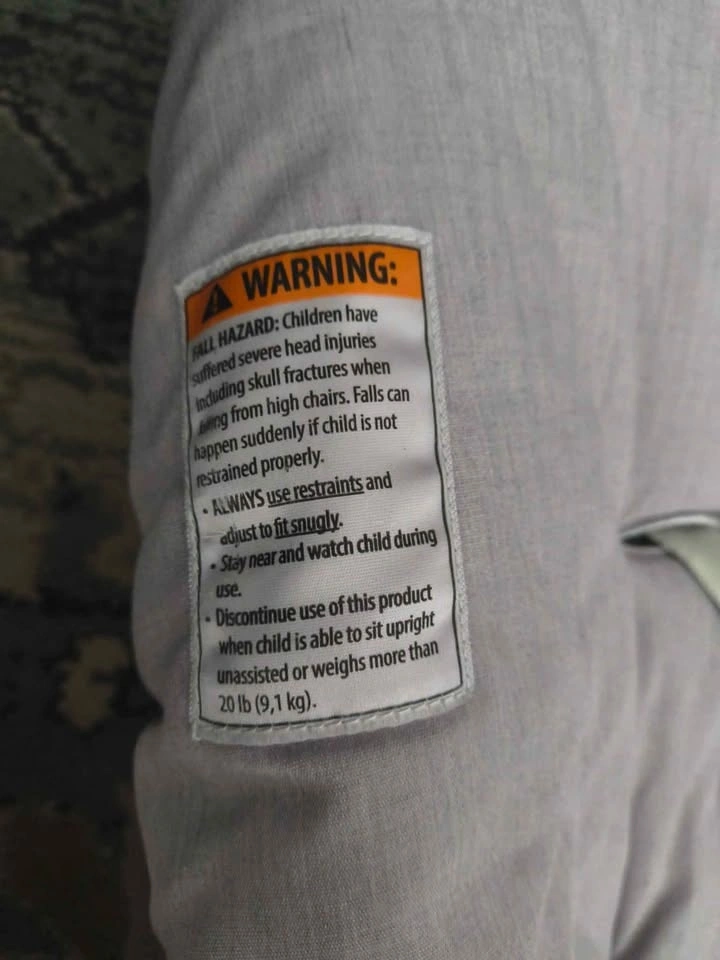 WARNING:
FALL HAZARD: Children have
suffered severe head injuries
including skull fractures when
falling from high chairs. Falls can
happen suddenly if child is not
restrained properly.
• ALWAYS use restraints and
adjust to fit snugly.
• Stay near and watch child during
use.
• Discontinue use of this product
when child is able to sit upright
unassisted or weighs more than
20 lb (9,1 kg).